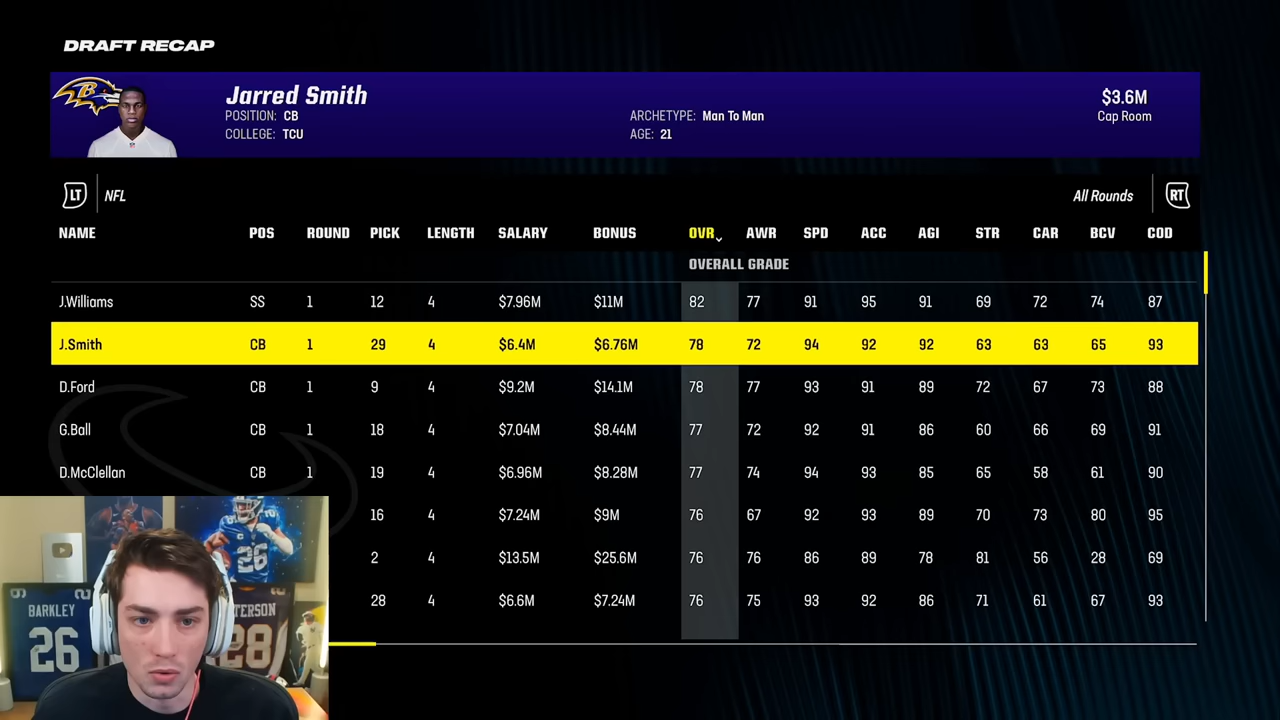 DRAFT RECAP
Jarred Smith
POSITION: CB
COLLEGE: TCU
ARCHETYPE: Man To Man
AGE: 21
$3.6M
Cap Room
LT NFL All Rounds RT
NAME POS ROUND PICK LENGTH SALARY BONUS OVR AWR SPD ACC AGI STR CAR BCV COD
OVERALL GRADE
J.Williams SS 1 12 4 $7.96M $11M 82 77 91 95 91 69 72 74 87
J.Smith CB 1 29 4 $6.4M $6.76M 78 72 94 92 92 63 63 65 93
D.Ford CB 1 9 4 $9.2M $14.1M 78 77 93 91 89 72 67 73 88
G.Ball CB 1 18 4 $7.04M $8.44M 77 72 92 91 86 60 66 69 91
D.McClellan CB 1 19 4 $6.96M $8.28M 77 74 94 93 85 65 58 61 90
16 4 $7.24M $9M 76 67 92 93 89 70 73 80 95
2 4 $13.5M $25.6M 76 76 86 89 78 81 56 28 69
28 4 $6.6M $7.24M 76 75 93 92 86 71 61 67 93
26
BARKLEY
26
TERSON
28